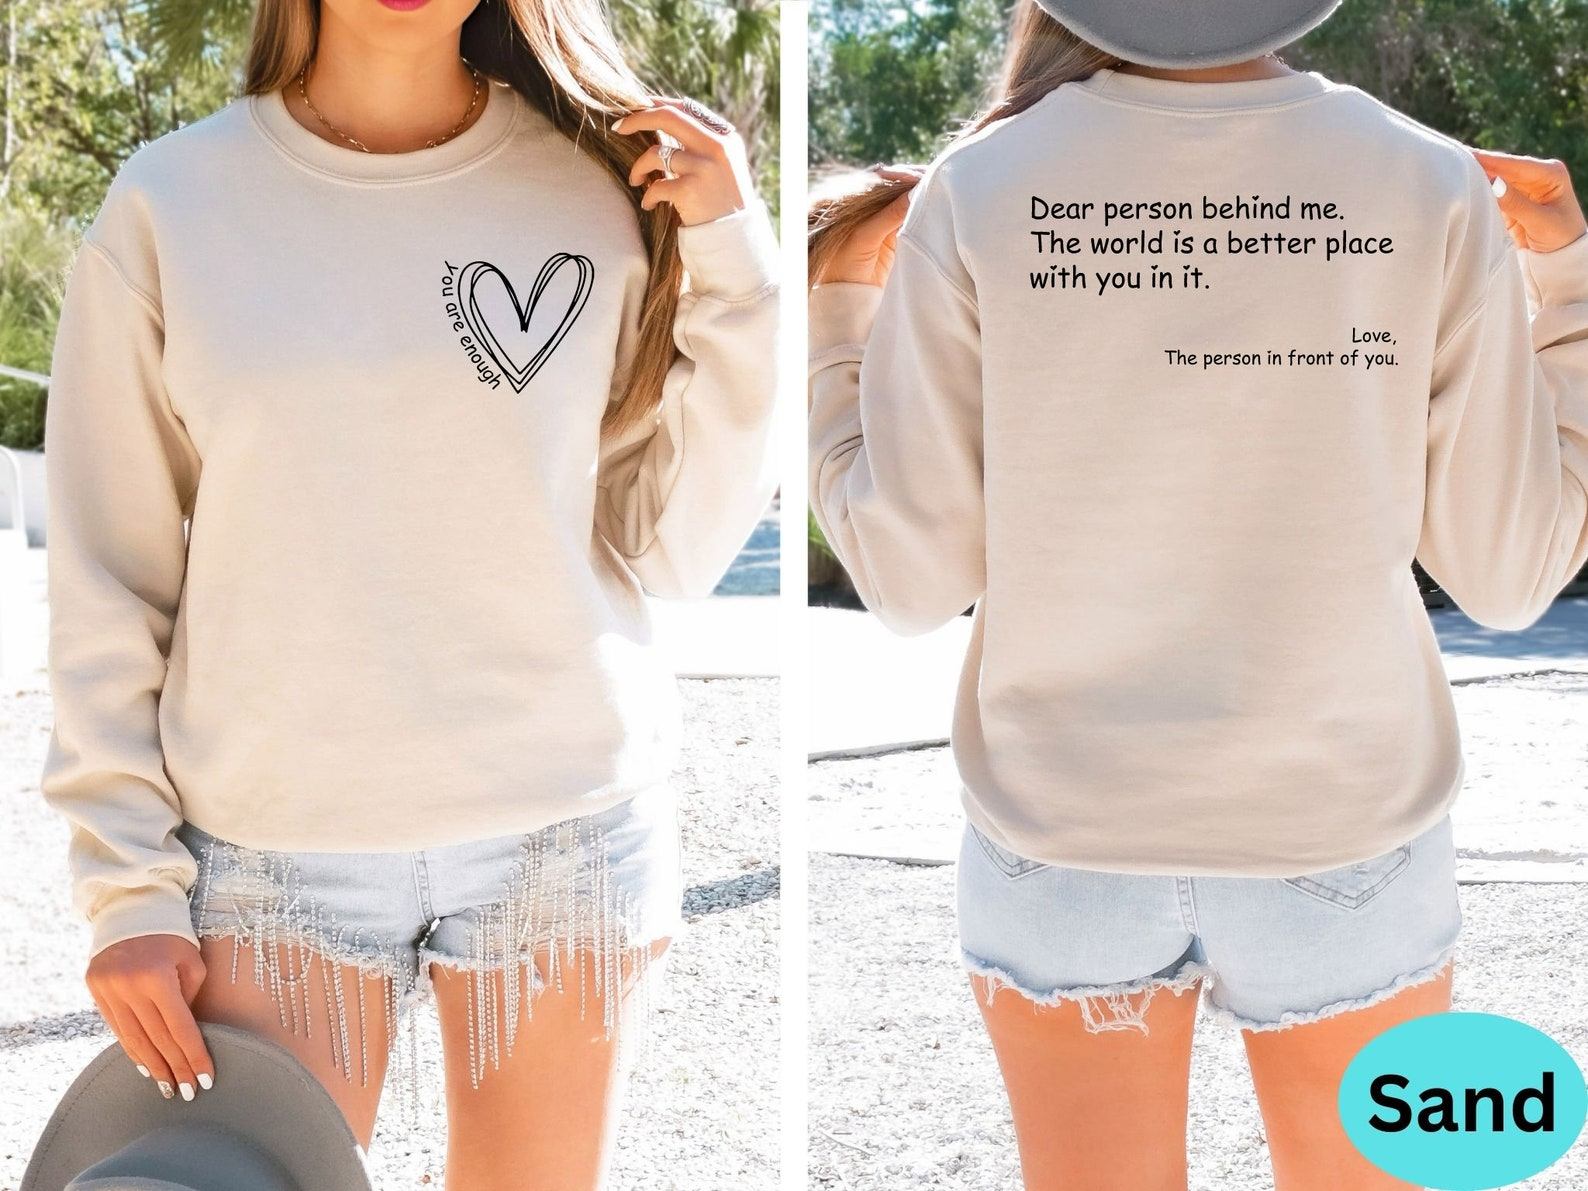 You are enough
Dear person behind me.
The world is a better place
with you in it.
Love,
The person in front of you.
Sand